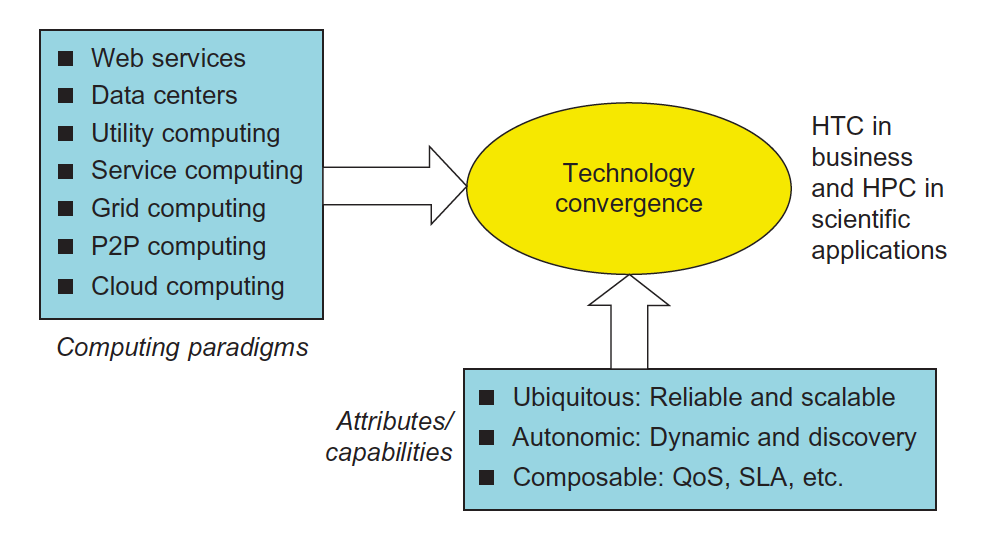 Web services
Data centers
Utility computing
Service computing
Grid computing
P2P computing
Cloud computing
Computing paradigms
Technology
convergence
HTC in
business
and HPC in
scientific
applications
Attributes/
capabilities
Ubiquitous: Reliable and scalable
Autonomic: Dynamic and discovery
Composable: QoS, SLA, etc.